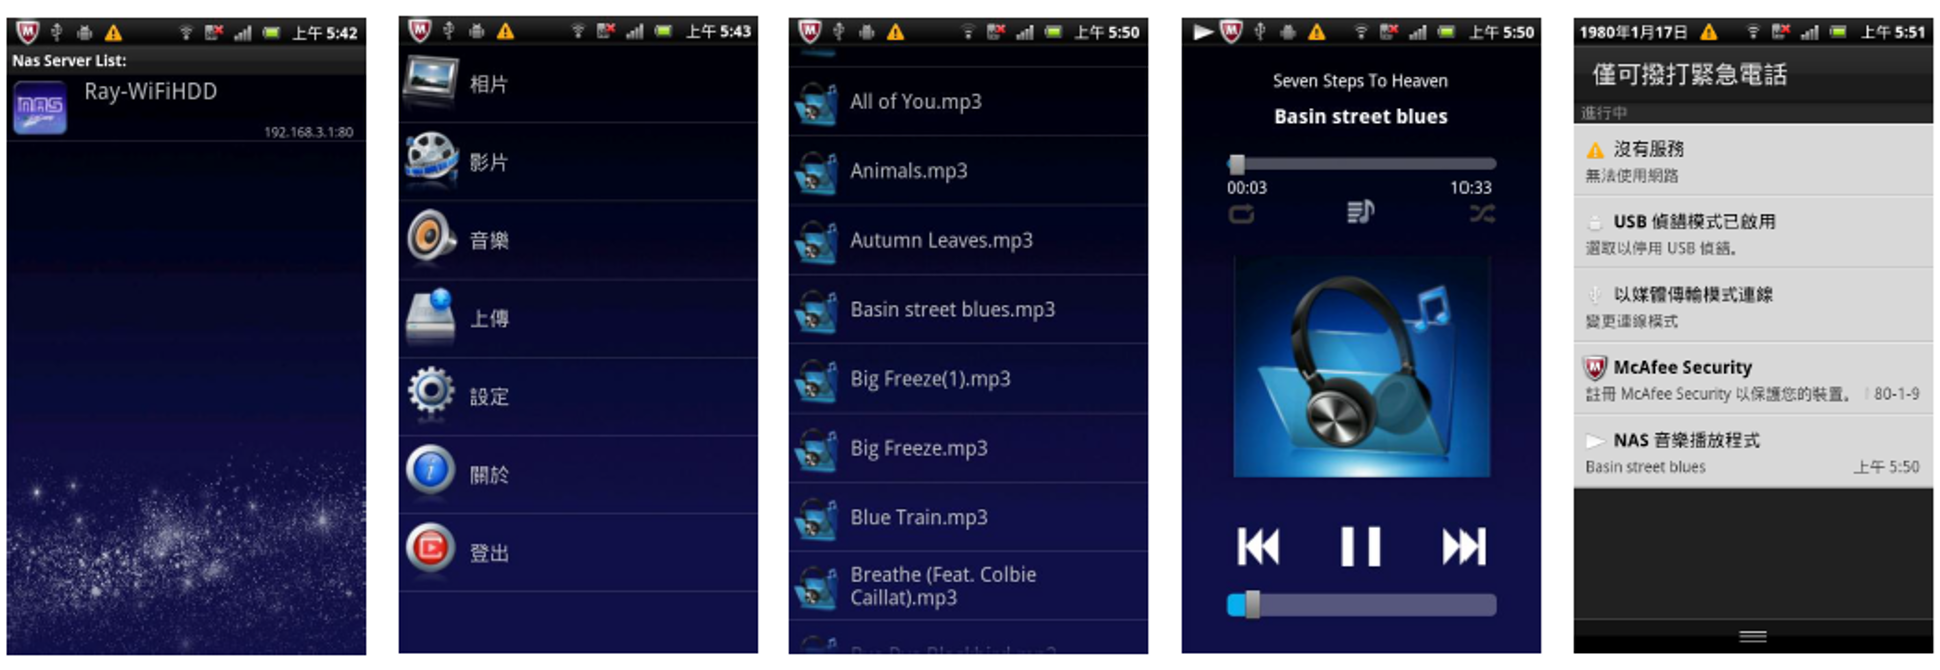 上午 5:42
Nas Server List:
nas
Ray-WiFiHDD
192.168.3.1:80
上午 5:43
相片
影片
音樂
上傳
設定
關於
登出
上午 5:50
All of You.mp3
Animals.mp3
Autumn Leaves.mp3
Basin street blues.mp3
Big Freeze(1).mp3
Big Freeze.mp3
Blue Train.mp3
Breathe (Feat. Colbie
Caillat).mp3
上午 5:50
Seven Steps To Heaven
Basin street blues
00:03 10:33
1980年1月17日 上午 5:51
僅可撥打緊急電話
進行中
沒有服務
無法使用網路
USB 偵錯模式已啟用
選取以停用 USB 偵錯。
以媒體傳輸模式連線
變更連線模式
McAfee Security
註冊 McAfee Security 以保護您的裝置。 80-1-9
NAS 音樂播放程式
Basin street blues 上午 5:50